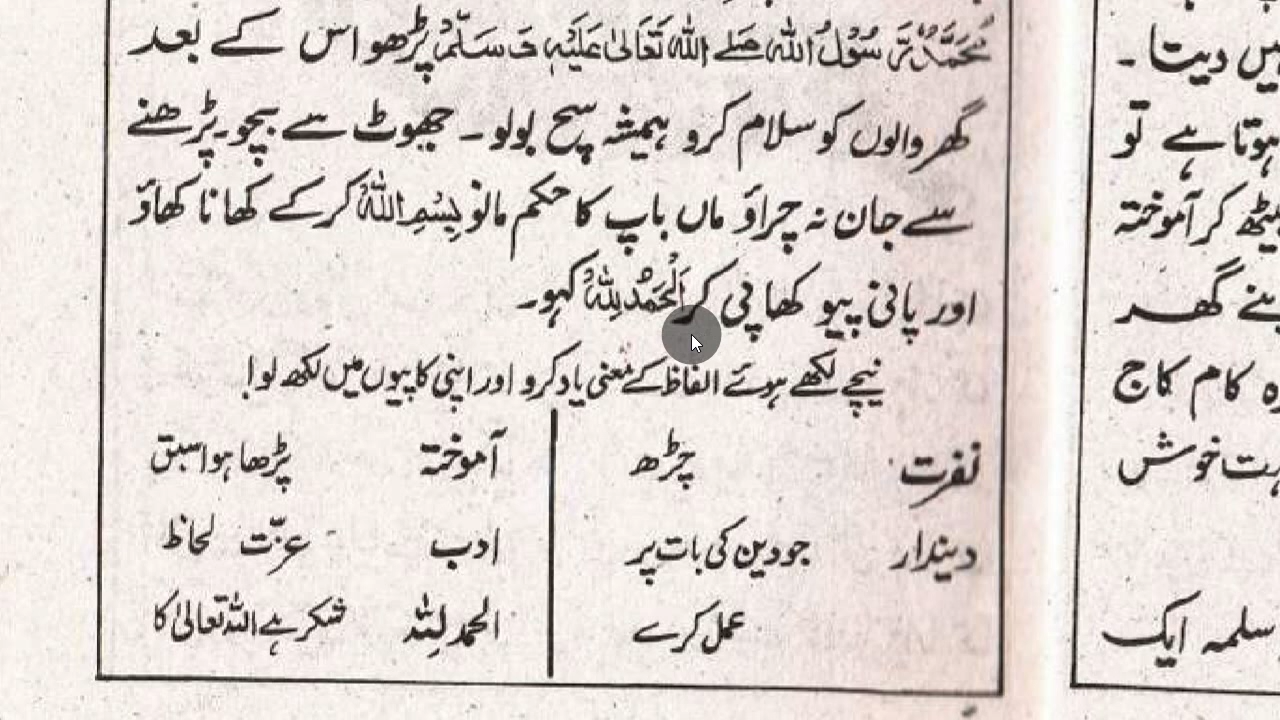 مُحَمَّدٌ رَّسُوْلُ اللّٰهِ صَلَّے اللّٰهُ تَعَالٰی عَلَیْہِ وَسَلَّمْ پڑھو اس کے بعد
گھر والوں کو سلام کرو ہمیشہ سچ بولو۔ جھوٹ سے بچو۔ پڑھنے
سے جان نہ چراؤ ماں باپ کا حکم مانو بِسْمِ اللّٰهِ کر کے کھانا کھاؤ
اور پانی پیو کھا پی کر اَلْحَمْدُ لِلّٰهِ کہو۔
نیچے لکھے ہوئے الفاظ کے معنی یاد کرو اور اپنی کاپیوں میں لکھ لو!
نفرت چڑھ آموختہ پڑھا ہوا سبق
دیندار جو دین کی بات پر ادب عزّت لحاظ
عمل کرے الحمد لِلّٰہ شکر ہے اللہ تعالیٰ کا
یں دیتا۔
ہوتا ہے تو
بیٹھ کر آموختہ
پنے گھر
ہ کام کاج
ہت خوش
سلمہ ایک